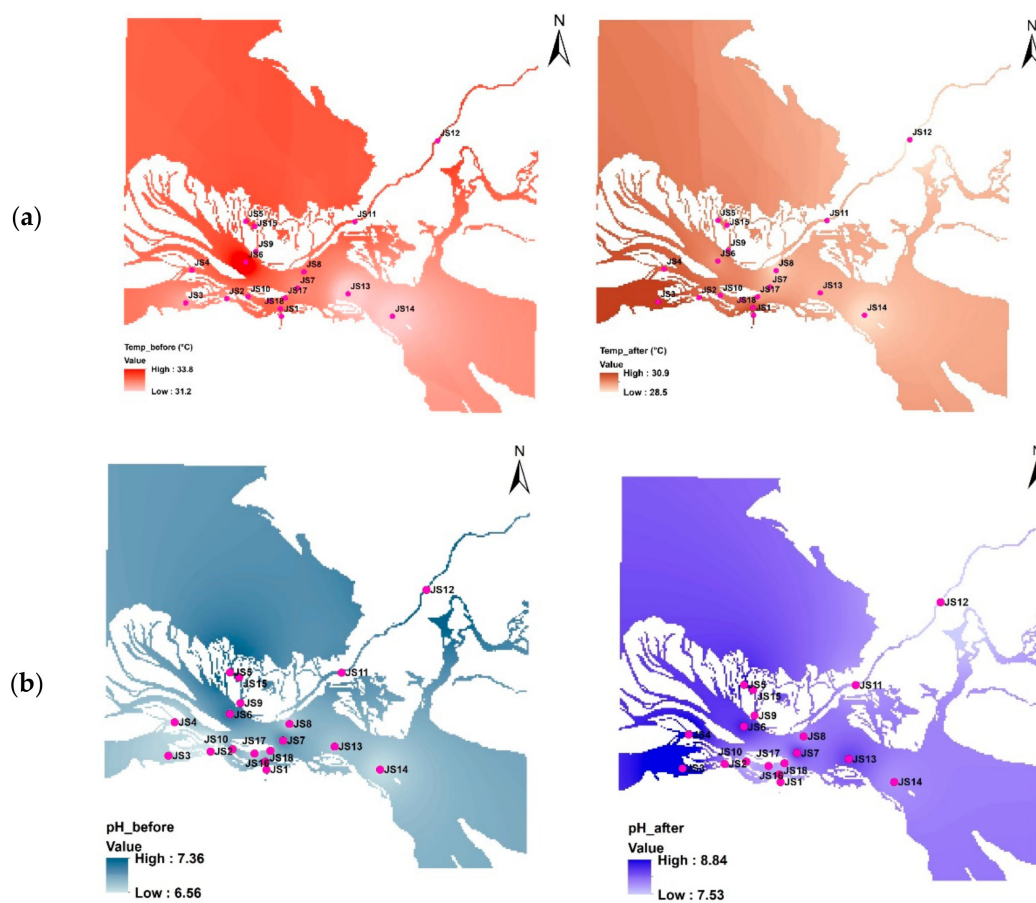 (a)
N
JS12
JS5
JS15
JS11
JS9
JS6
JS8
JS4
JS7
JS13
JS3
JS2
JS10
JS17
JS18
JS1
JS14
Temp_before (°C)
Value
High : 33.8
Low : 31.2
N
JS12
JS5
JS15
JS11
JS9
JS6
JS8
JS4
JS7
JS13
JS3
JS2
JS10
JS17
JS18
JS1
JS14
Temp_after (°C)
Value
High : 30.9
Low : 28.5
(b)
N
JS12
JS5
JS15
JS11
JS9
JS6
JS4
JS8
JS10
JS17
JS7
JS13
JS3
JS2
JS18
JS16
JS1
JS14
pH_before
Value
High : 7.36
Low : 6.56
N
JS12
JS5
JS15
JS11
JS9
JS6
JS4
JS8
JS10
JS17
JS7
JS13
JS3
JS2
JS18
JS16
JS1
JS14
pH_after
Value
High : 8.84
Low : 7.53